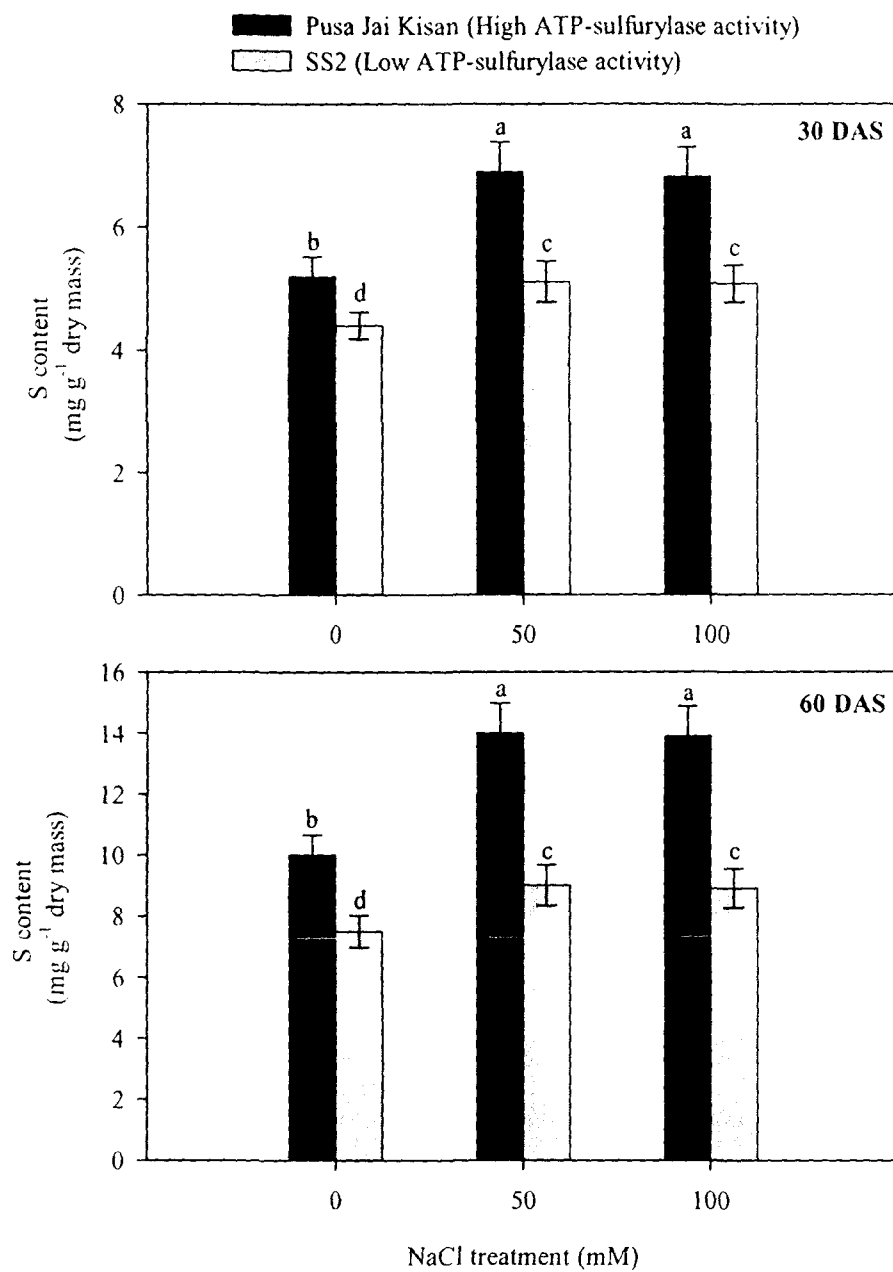 Pusa Jai Kisan (High ATP-sulfurylase activity)
SS2 (Low ATP-sulfurylase activity)
8
6
4
2
0
S content
(mg g⁻¹ dry mass)
30 DAS
b
d
a
c
a
c
0
50
100
16
14
12
10
8
6
4
2
0
S content
(mg g⁻¹ dry mass)
60 DAS
b
d
a
c
a
c
0
50
100
NaCl treatment (mM)